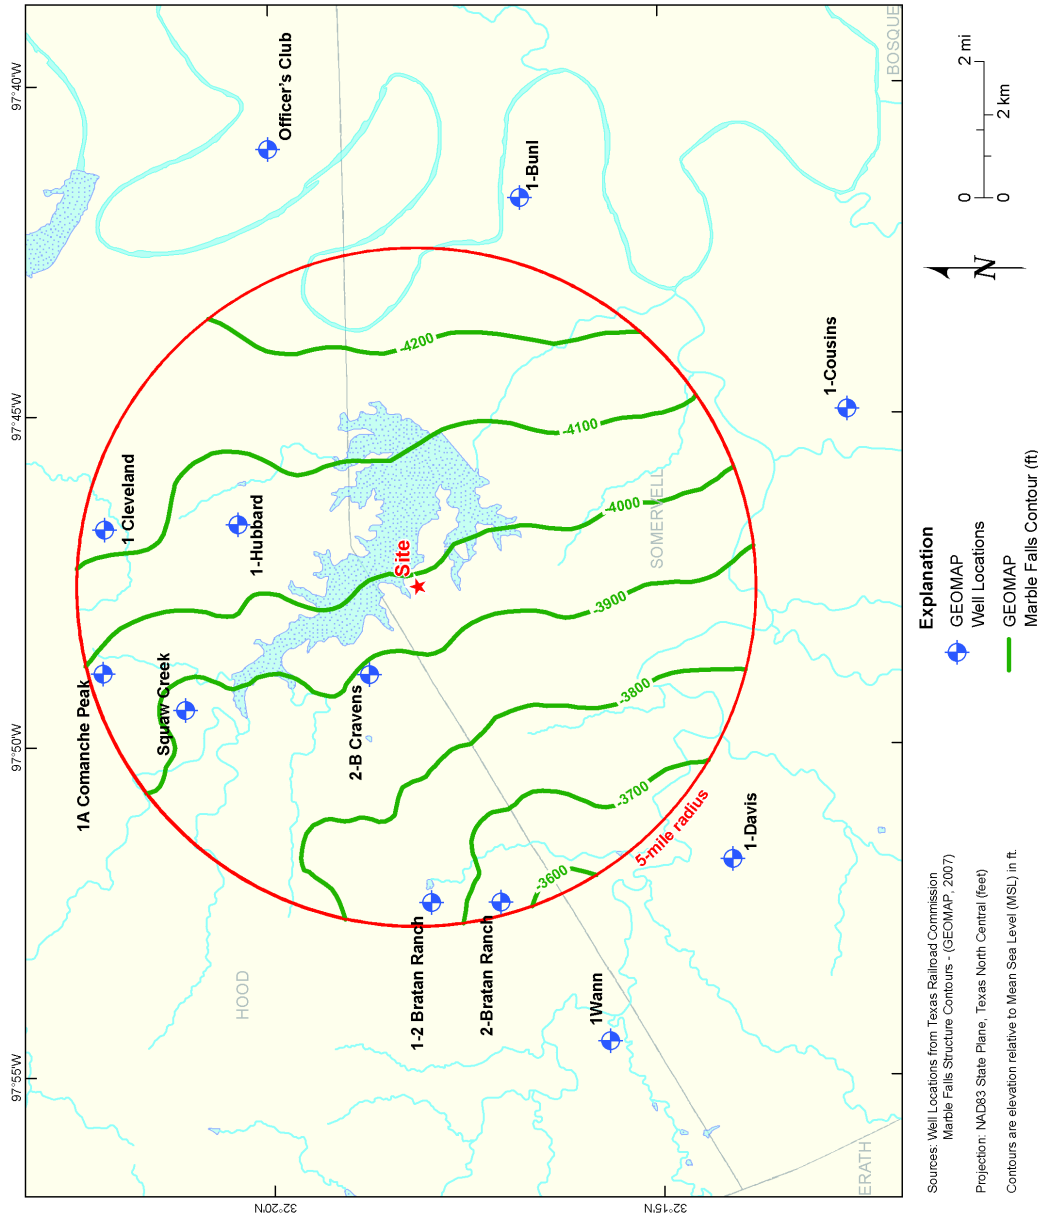 97°40'W
97°45'W
97°50'W
97°55'W
32°20'N
32°15'N
Officer's Club
1-Bunl
1-Cousins
1-Cleveland
1-Hubbard
Site
1A Comanche Peak
Squaw Creek
2-B Cravens
1-2 Bratan Ranch
2-Bratan Ranch
1Wann
1-Davis
-4200
-4100
-4000
-3900
-3800
-3700
-3600
5-mile radius
HOOD
SOMERVELL
BOSQUE
ERATH
0
2 mi
0
2 km
N
Explanation
GEOMAP
Well Locations
GEOMAP
Marble Falls Contour (ft)
Sources: Well Locations from Texas Railroad Commission
Marble Falls Structure Contours - (GEOMAP, 2007)
Projection: NAD83 State Plane, Texas North Central (feet)
Contours are elevation relative to Mean Sea Level (MSL) in ft.